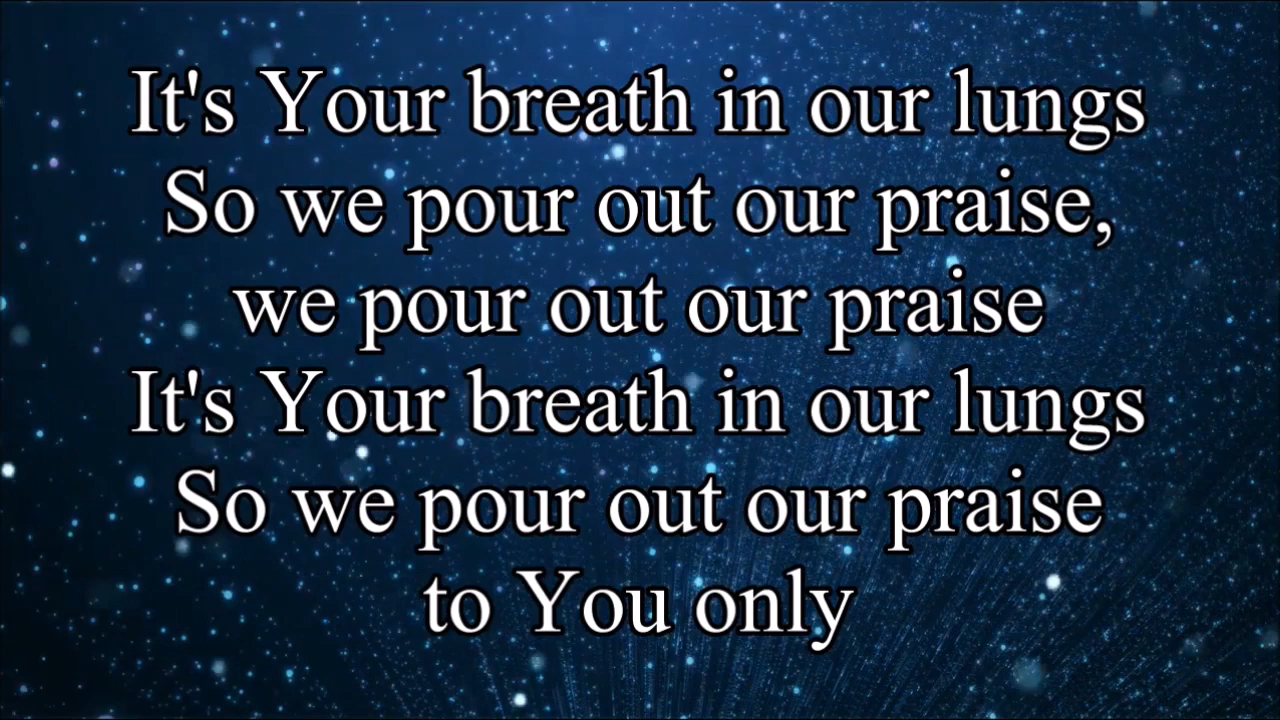 It's Your breath in our lungs
So we pour out our praise,
we pour out our praise
It's Your breath in our lungs
So we pour out our praise
to You only